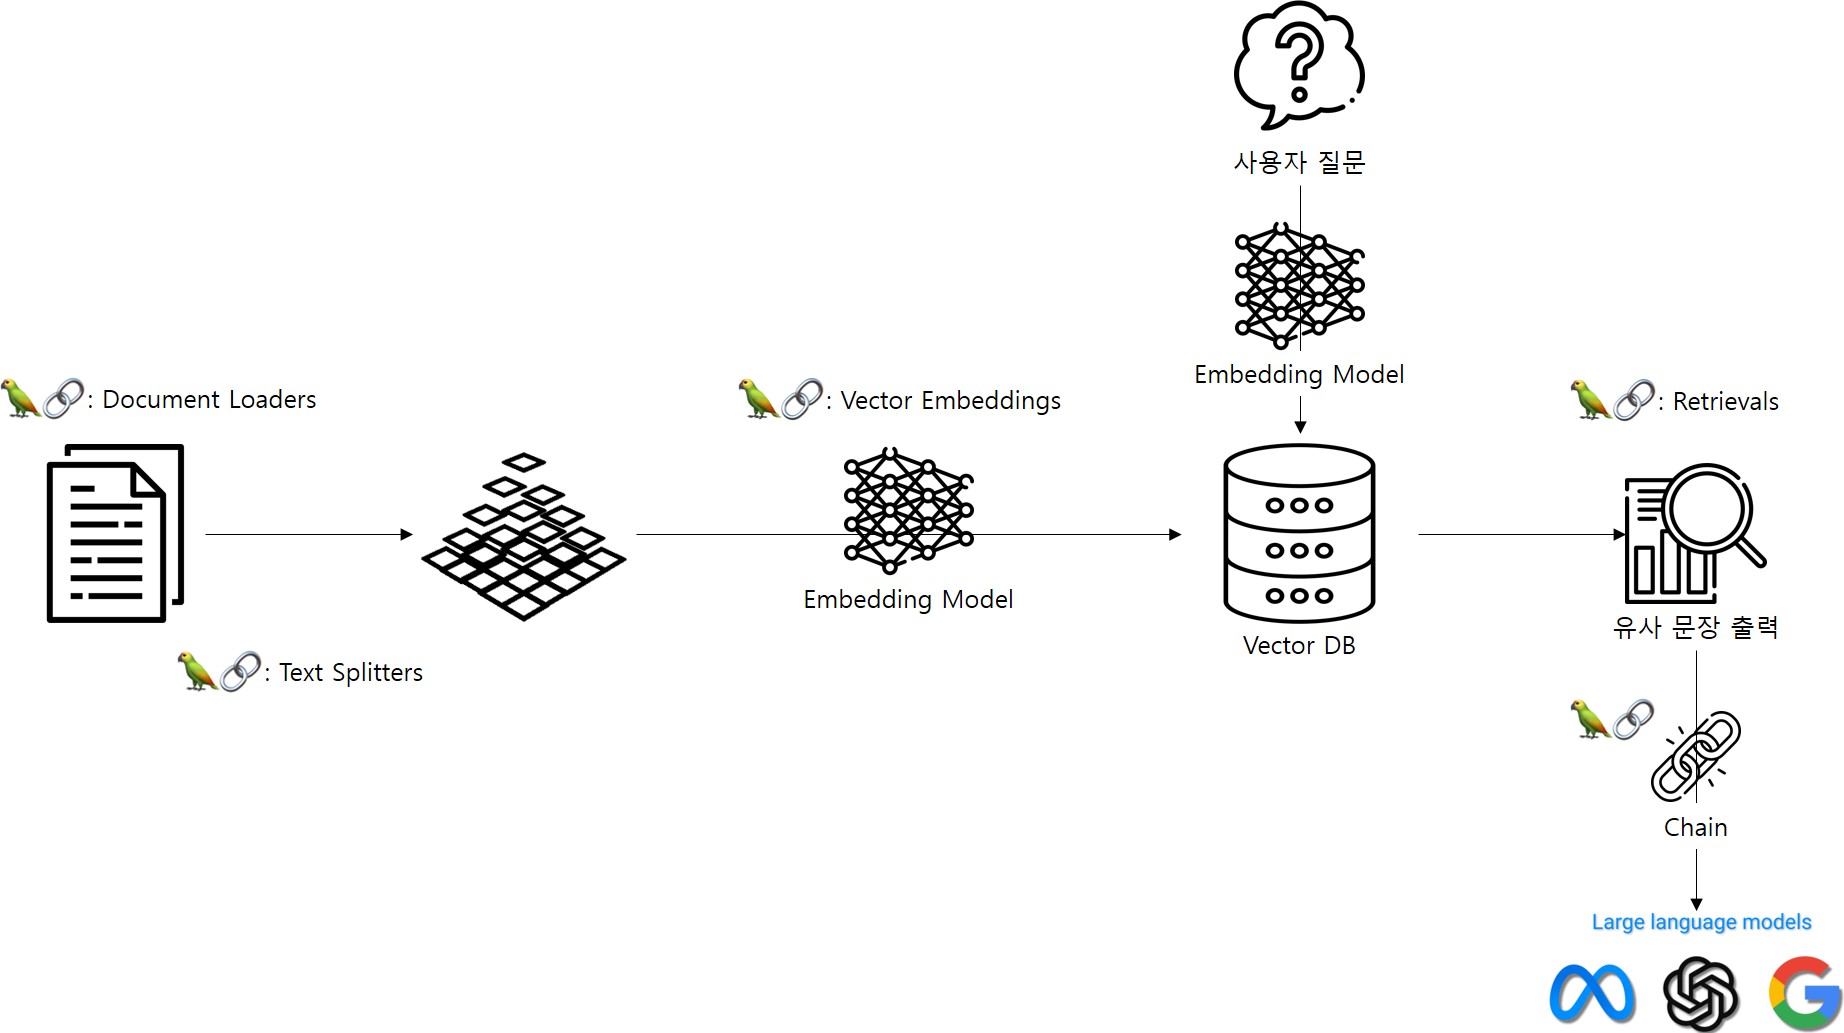 사용자 질문
Embedding Model
: Document Loaders
: Vector Embeddings
: Retrievals
Embedding Model
Vector DB
유사 문장 출력
: Text Splitters
Chain
Large language models